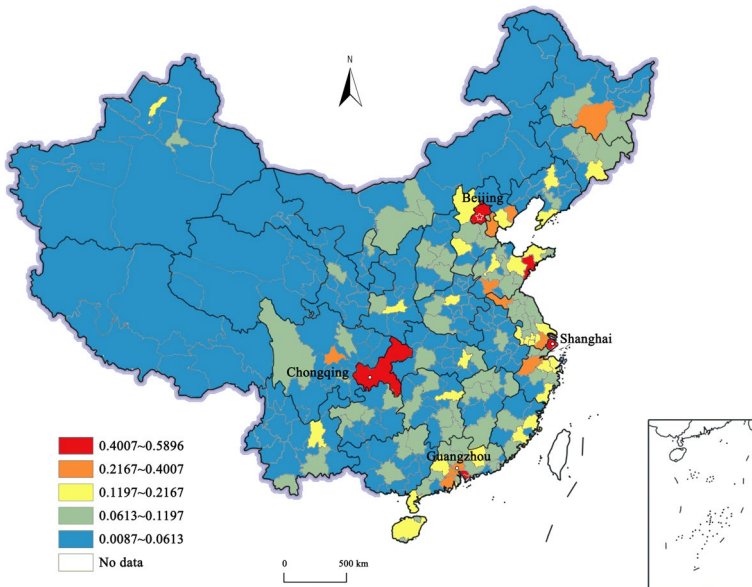 N
Beijing
Shanghai
Chongqing
Guangzhou
0.4007~0.5896
0.2167~0.4007
0.1197~0.2167
0.0613~0.1197
0.0087~0.0613
No data
0 500 km